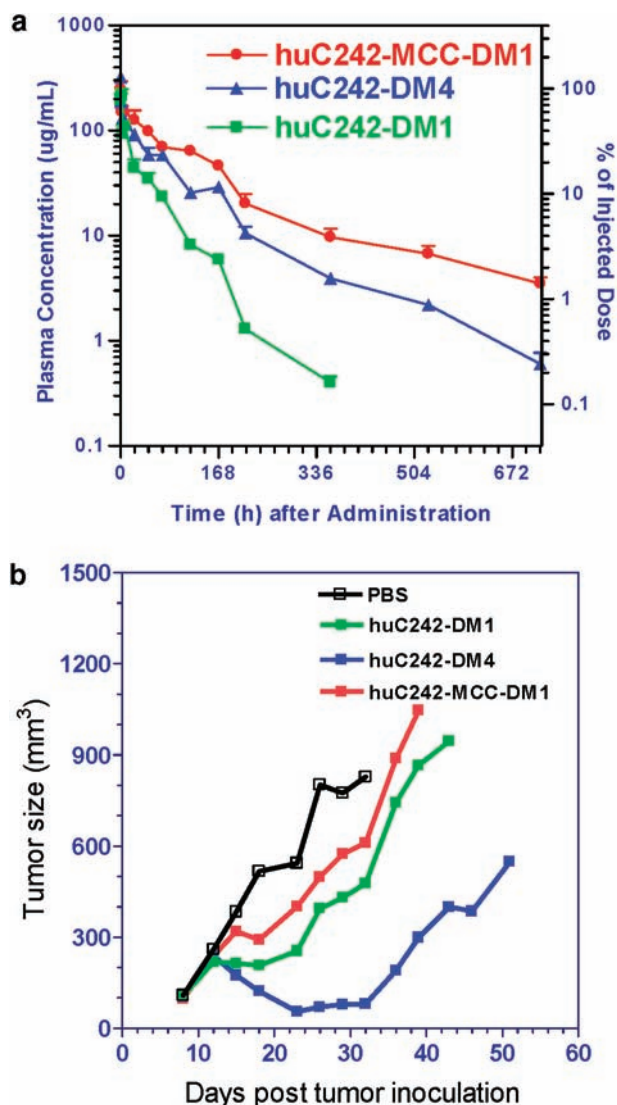 a
huC242-MCC-DM1
huC242-DM4
huC242-DM1
Plasma Concentration (ug/mL)
1000
100
10
1
0.1
% of Injected Dose
100
10
1
0.1
0 168 336 504 672
Time (h) after Administration
b
PBS
huC242-DM1
huC242-DM4
huC242-MCC-DM1
Tumor size (mm³)
1500
1200
900
600
300
0
0 10 20 30 40 50 60
Days post tumor inoculation